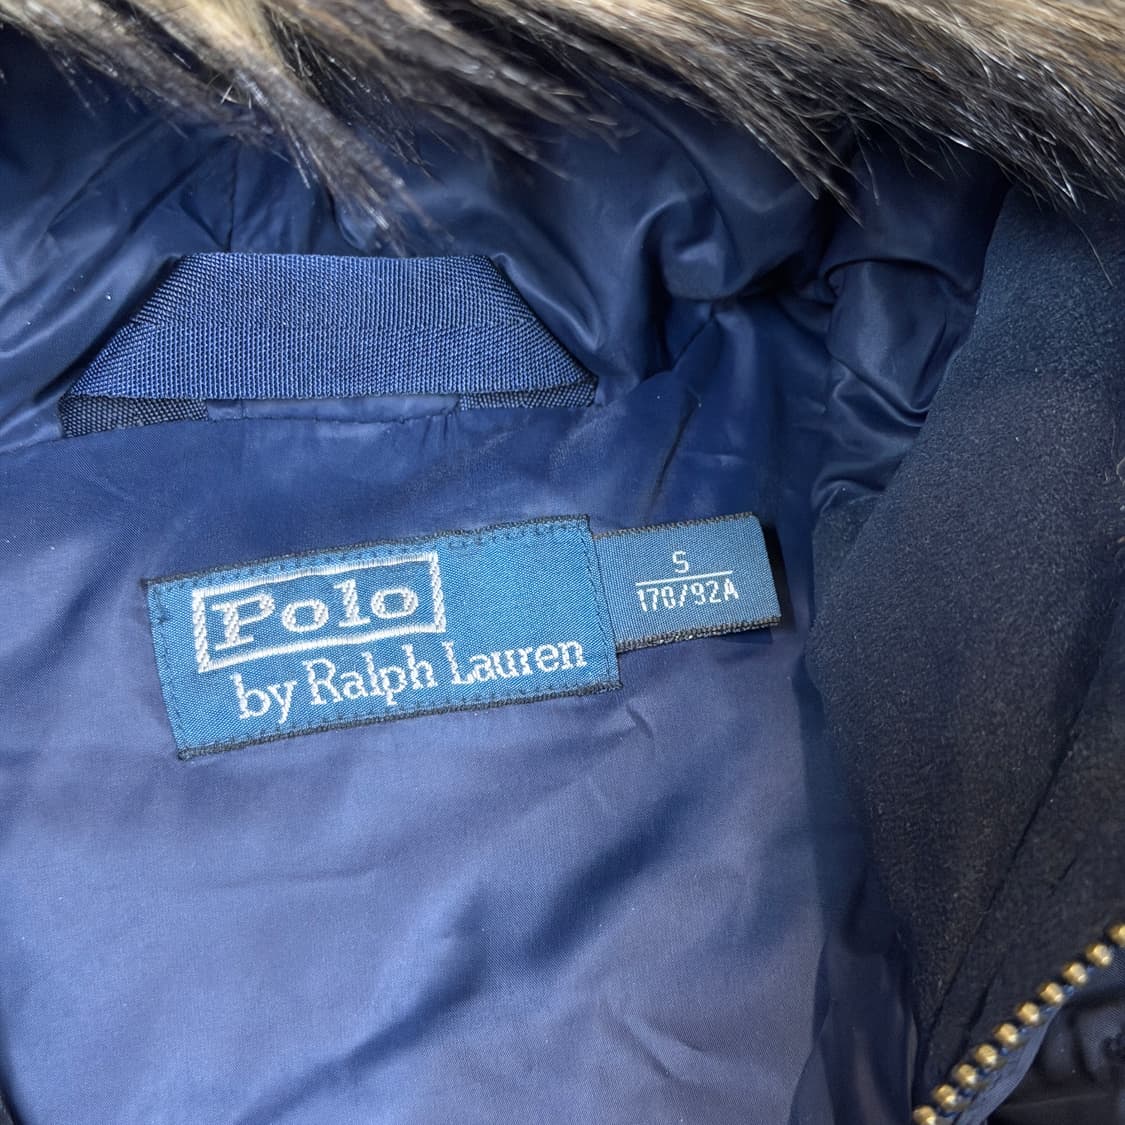 Polo
by Ralph Lauren
S
170/92A